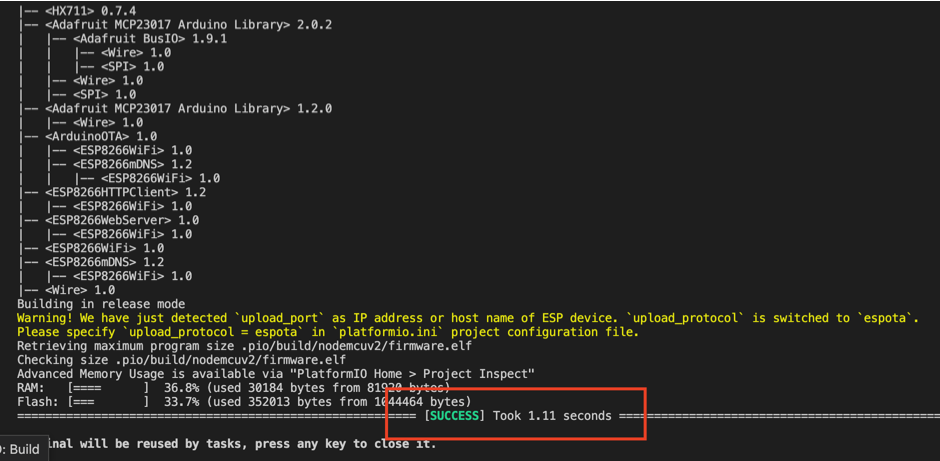 |-- <HX711> 0.7.4
|-- <Adafruit MCP23017 Arduino Library> 2.0.2
|   |-- <Adafruit BusIO> 1.9.1
|   |   |-- <Wire> 1.0
|   |   |-- <SPI> 1.0
|   |-- <Wire> 1.0
|   |-- <SPI> 1.0
|-- <Adafruit MCP23017 Arduino Library> 1.2.0
|   |-- <Wire> 1.0
|-- <ArduinoOTA> 1.0
|   |-- <ESP8266WiFi> 1.0
|   |-- <ESP8266mDNS> 1.2
|   |   |-- <ESP8266WiFi> 1.0
|-- <ESP8266HTTPClient> 1.2
|   |-- <ESP8266WiFi> 1.0
|-- <ESP8266WebServer> 1.0
|   |-- <ESP8266WiFi> 1.0
|-- <ESP8266WiFi> 1.0
|-- <ESP8266mDNS> 1.2
|   |-- <ESP8266WiFi> 1.0
|-- <Wire> 1.0
Building in release mode
Warning! We have just detected `upload_port` as IP address or host name of ESP device. `upload_protocol` is switched to `espota`.
Please specify `upload_protocol = espota` in `platformio.ini` project configuration file.
Retrieving maximum program size .pio/build/nodemcuv2/firmware.elf
Checking size .pio/build/nodemcuv2/firmware.elf
Advanced Memory Usage is available via "PlatformIO Home > Project Inspect"
RAM:   [====      ]  36.8% (used 30184 bytes from 81920 bytes)
Flash: [===       ]  33.7% (used 352013 bytes from 1044464 bytes)
[SUCCESS] Took 1.11 seconds
will be reused by tasks, press any key to close it.
: Build